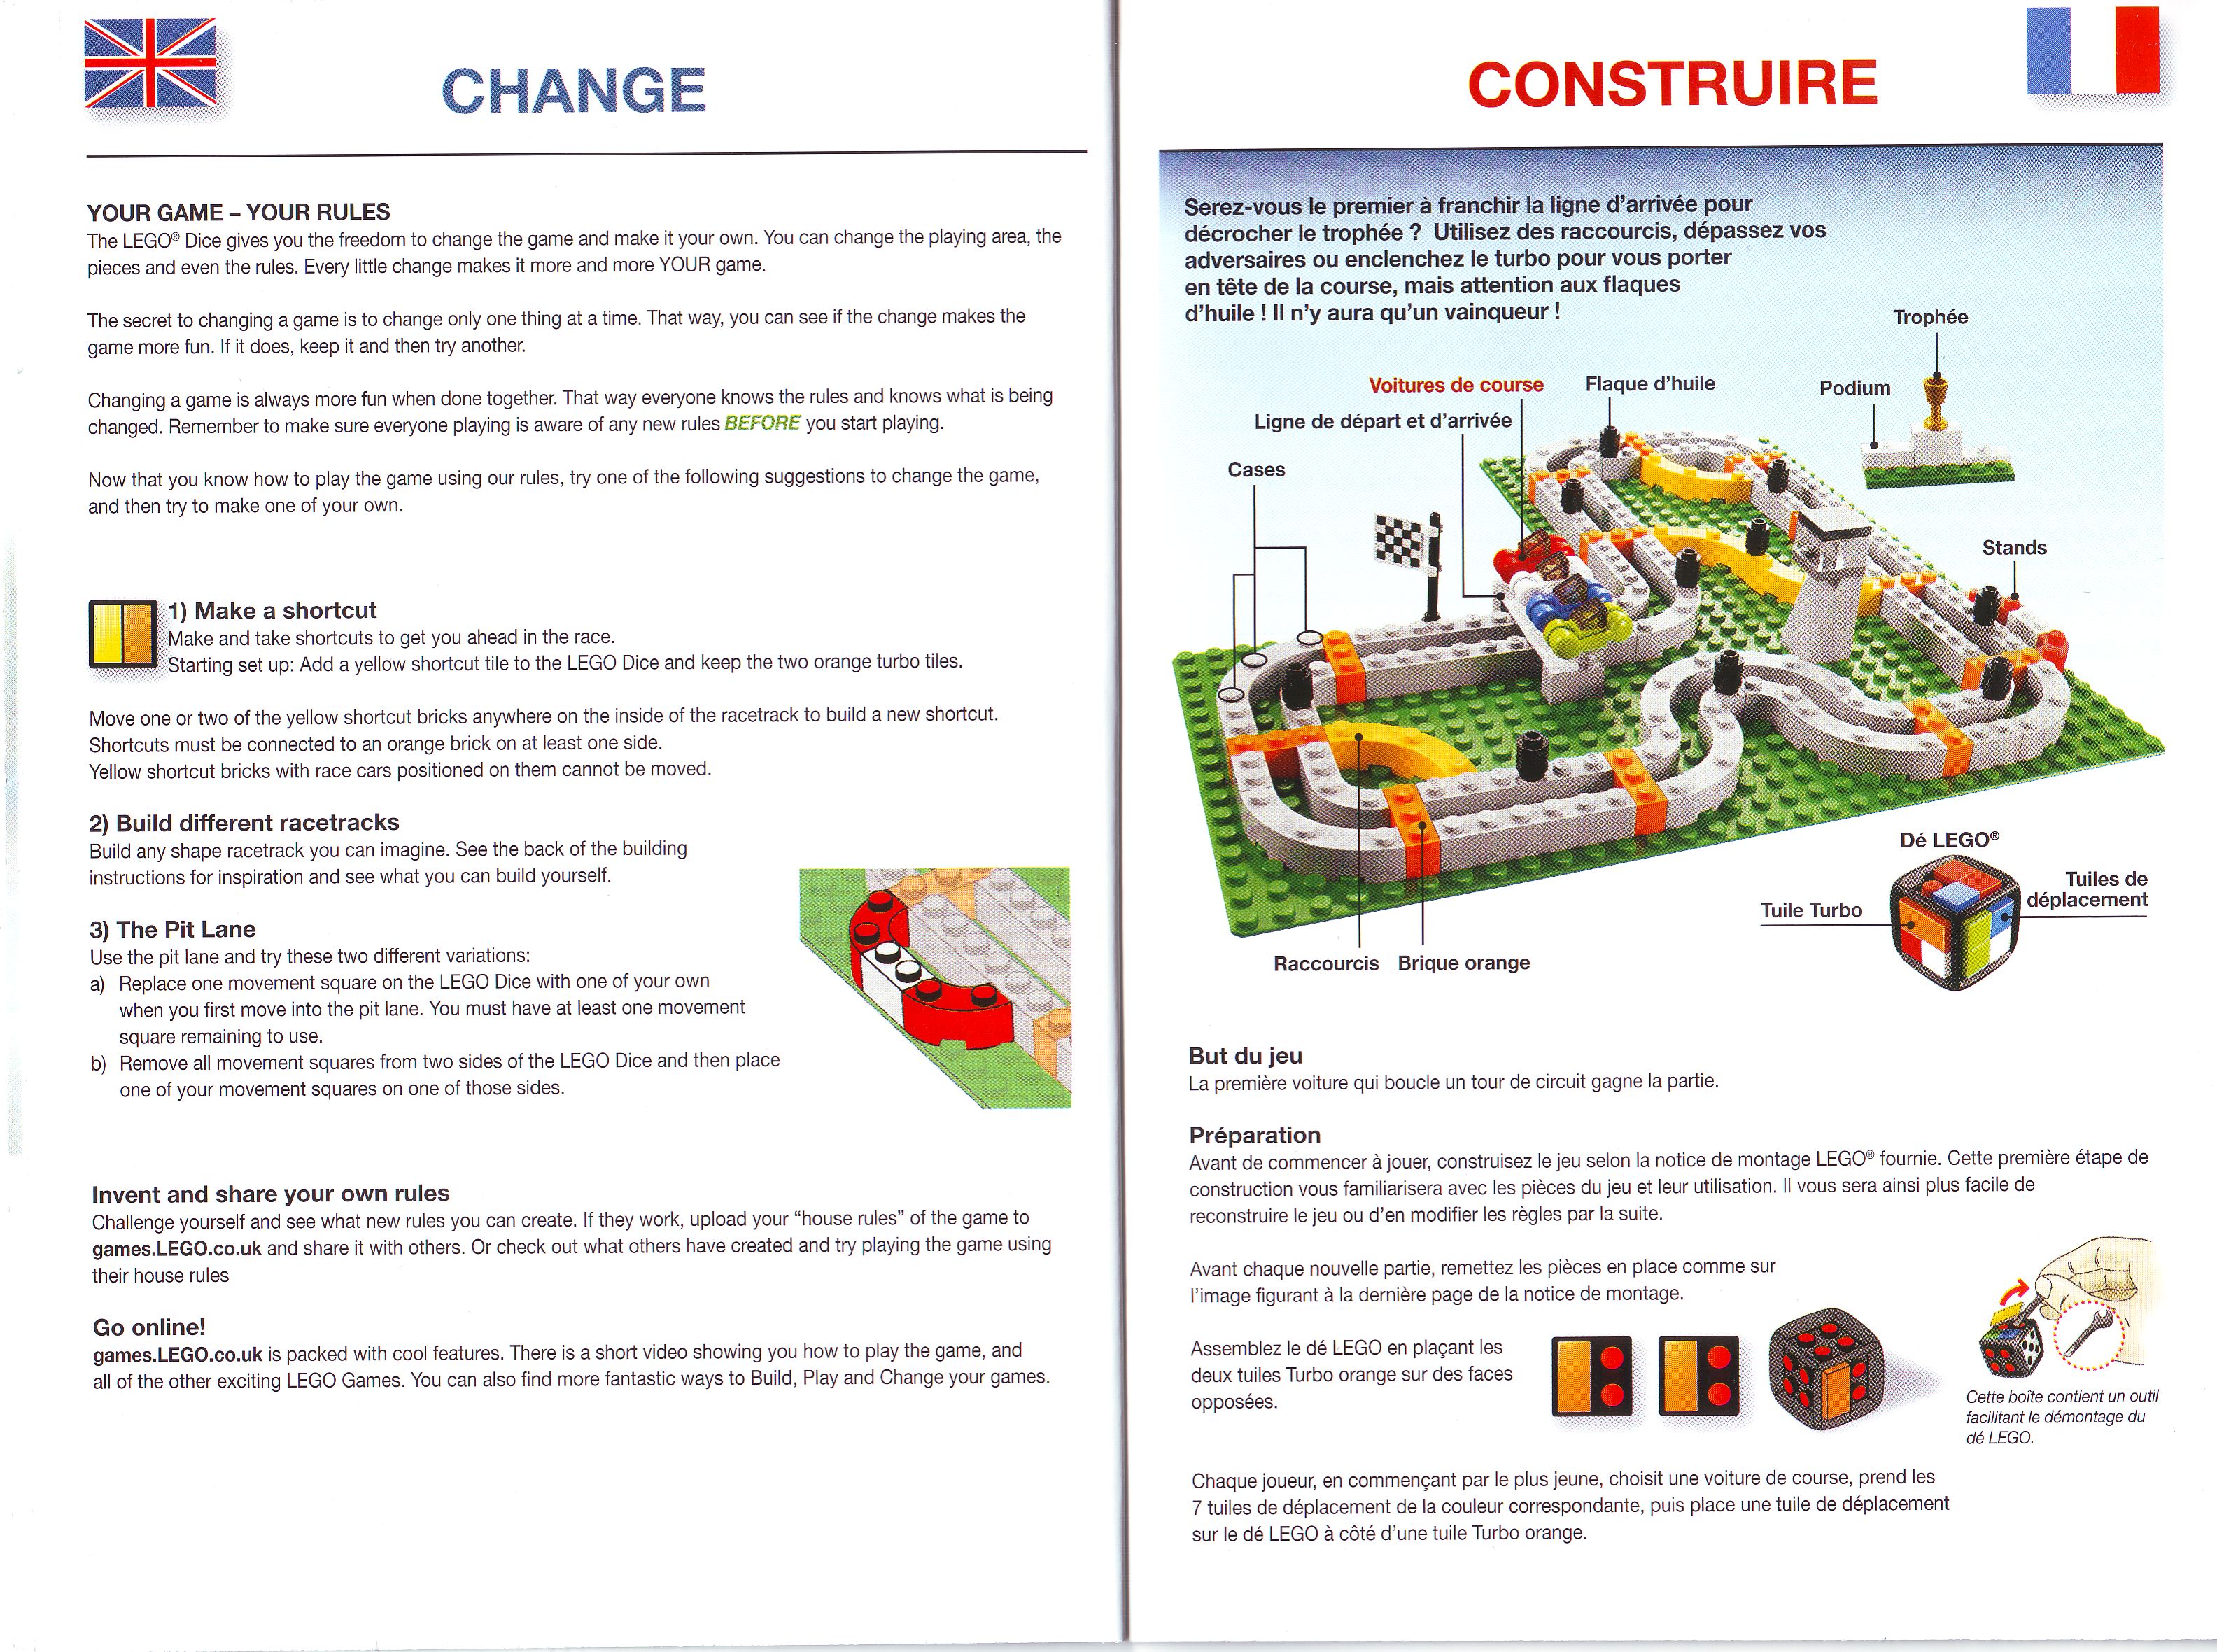 CHANGE
YOUR GAME – YOUR RULES
The LEGO® Dice gives you the freedom to change the game and make it your own. You can change the playing area, the
pieces and even the rules. Every little change makes it more and more YOUR game.
The secret to changing a game is to change only one thing at a time. That way, you can see if the change makes the
game more fun. If it does, keep it and then try another.
Changing a game is always more fun when done together. That way everyone knows the rules and knows what is being
changed. Remember to make sure everyone playing is aware of any new rules BEFORE you start playing.
Now that you know how to play the game using our rules, try one of the following suggestions to change the game,
and then try to make one of your own.
1) Make a shortcut
Make and take shortcuts to get you ahead in the race.
Starting set up: Add a yellow shortcut tile to the LEGO Dice and keep the two orange turbo tiles.
Move one or two of the yellow shortcut bricks anywhere on the inside of the racetrack to build a new shortcut.
Shortcuts must be connected to an orange brick on at least one side.
Yellow shortcut bricks with race cars positioned on them cannot be moved.
2) Build different racetracks
Build any shape racetrack you can imagine. See the back of the building
instructions for inspiration and see what you can build yourself.
3) The Pit Lane
Use the pit lane and try these two different variations:
a) Replace one movement square on the LEGO Dice with one of your own
when you first move into the pit lane. You must have at least one movement
square remaining to use.
b) Remove all movement squares from two sides of the LEGO Dice and then place
one of your movement squares on one of those sides.
Invent and share your own rules
Challenge yourself and see what new rules you can create. If they work, upload your “house rules” of the game to
games.LEGO.co.uk and share it with others. Or check out what others have created and try playing the game using
their house rules
Go online!
games.LEGO.co.uk is packed with cool features. There is a short video showing you how to play the game, and
all of the other exciting LEGO Games. You can also find more fantastic ways to Build, Play and Change your games.
CONSTRUIRE
Serez-vous le premier à franchir la ligne d’arrivée pour
décrocher le trophée ? Utilisez des raccourcis, dépassez vos
adversaires ou enclenchez le turbo pour vous porter
en tête de la course, mais attention aux flaques
d’huile ! Il n’y aura qu’un vainqueur !
Trophée
Voitures de course
Flaque d’huile
Podium
Ligne de départ et d’arrivée
Cases
Stands
Dé LEGO®
Tuiles de
déplacement
Tuile Turbo
Raccourcis
Brique orange
But du jeu
La première voiture qui boucle un tour de circuit gagne la partie.
Préparation
Avant de commencer à jouer, construisez le jeu selon la notice de montage LEGO® fournie. Cette première étape de
construction vous familiarisera avec les pièces du jeu et leur utilisation. Il vous sera ainsi plus facile de
reconstruire le jeu ou d’en modifier les règles par la suite.
Avant chaque nouvelle partie, remettez les pièces en place comme sur
l’image figurant à la dernière page de la notice de montage.
Assemblez le dé LEGO en plaçant les
deux tuiles Turbo orange sur des faces
opposées.
Cette boîte contient un outil
facilitant le démontage du
dé LEGO.
Chaque joueur, en commençant par le plus jeune, choisit une voiture de course, prend les
7 tuiles de déplacement de la couleur correspondante, puis place une tuile de déplacement
sur le dé LEGO à côté d’une tuile Turbo orange.